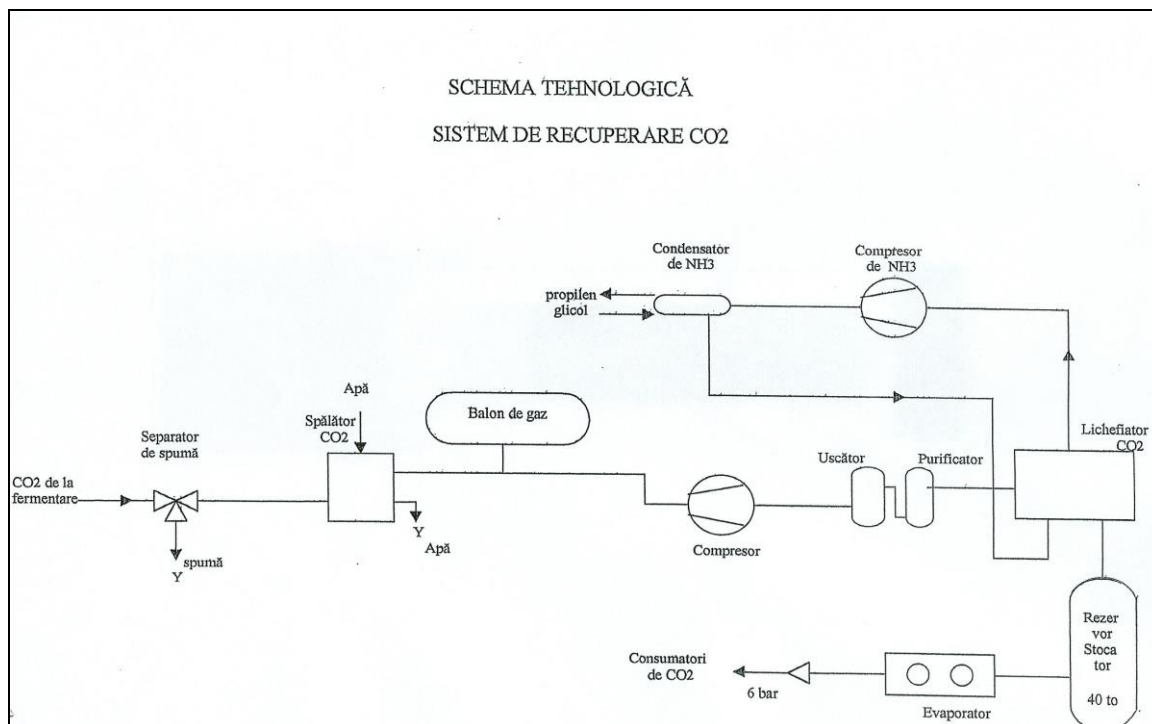 SCHEMA TEHNOLOGICĂ
SISTEM DE RECUPERARE CO2
Condensator
de NH3
Compresor
de NH3
propilen
glicol
Apă
Spălător
CO2
Balon de gaz
Separator
de spumă
Uscător
Purificator
Lichefiator
CO2
CO2 de la
fermentare
Y
spumă
Y
Apă
Compresor
Rezer
vor
Stoca
tor
40 to
Consumatori
de CO2
6 bar
Evaporator